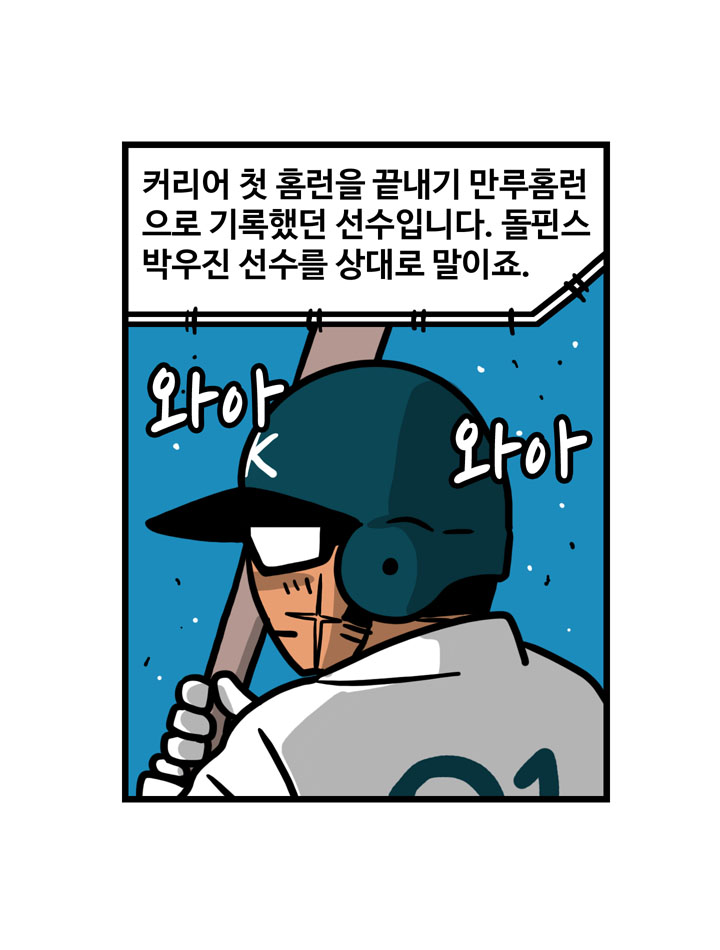 커리어 첫 홈런을 끝내기 만루홈런
으로 기록했던 선수입니다. 돌핀스
박우진 선수를 상대로 말이죠.
와아
와아
K
01